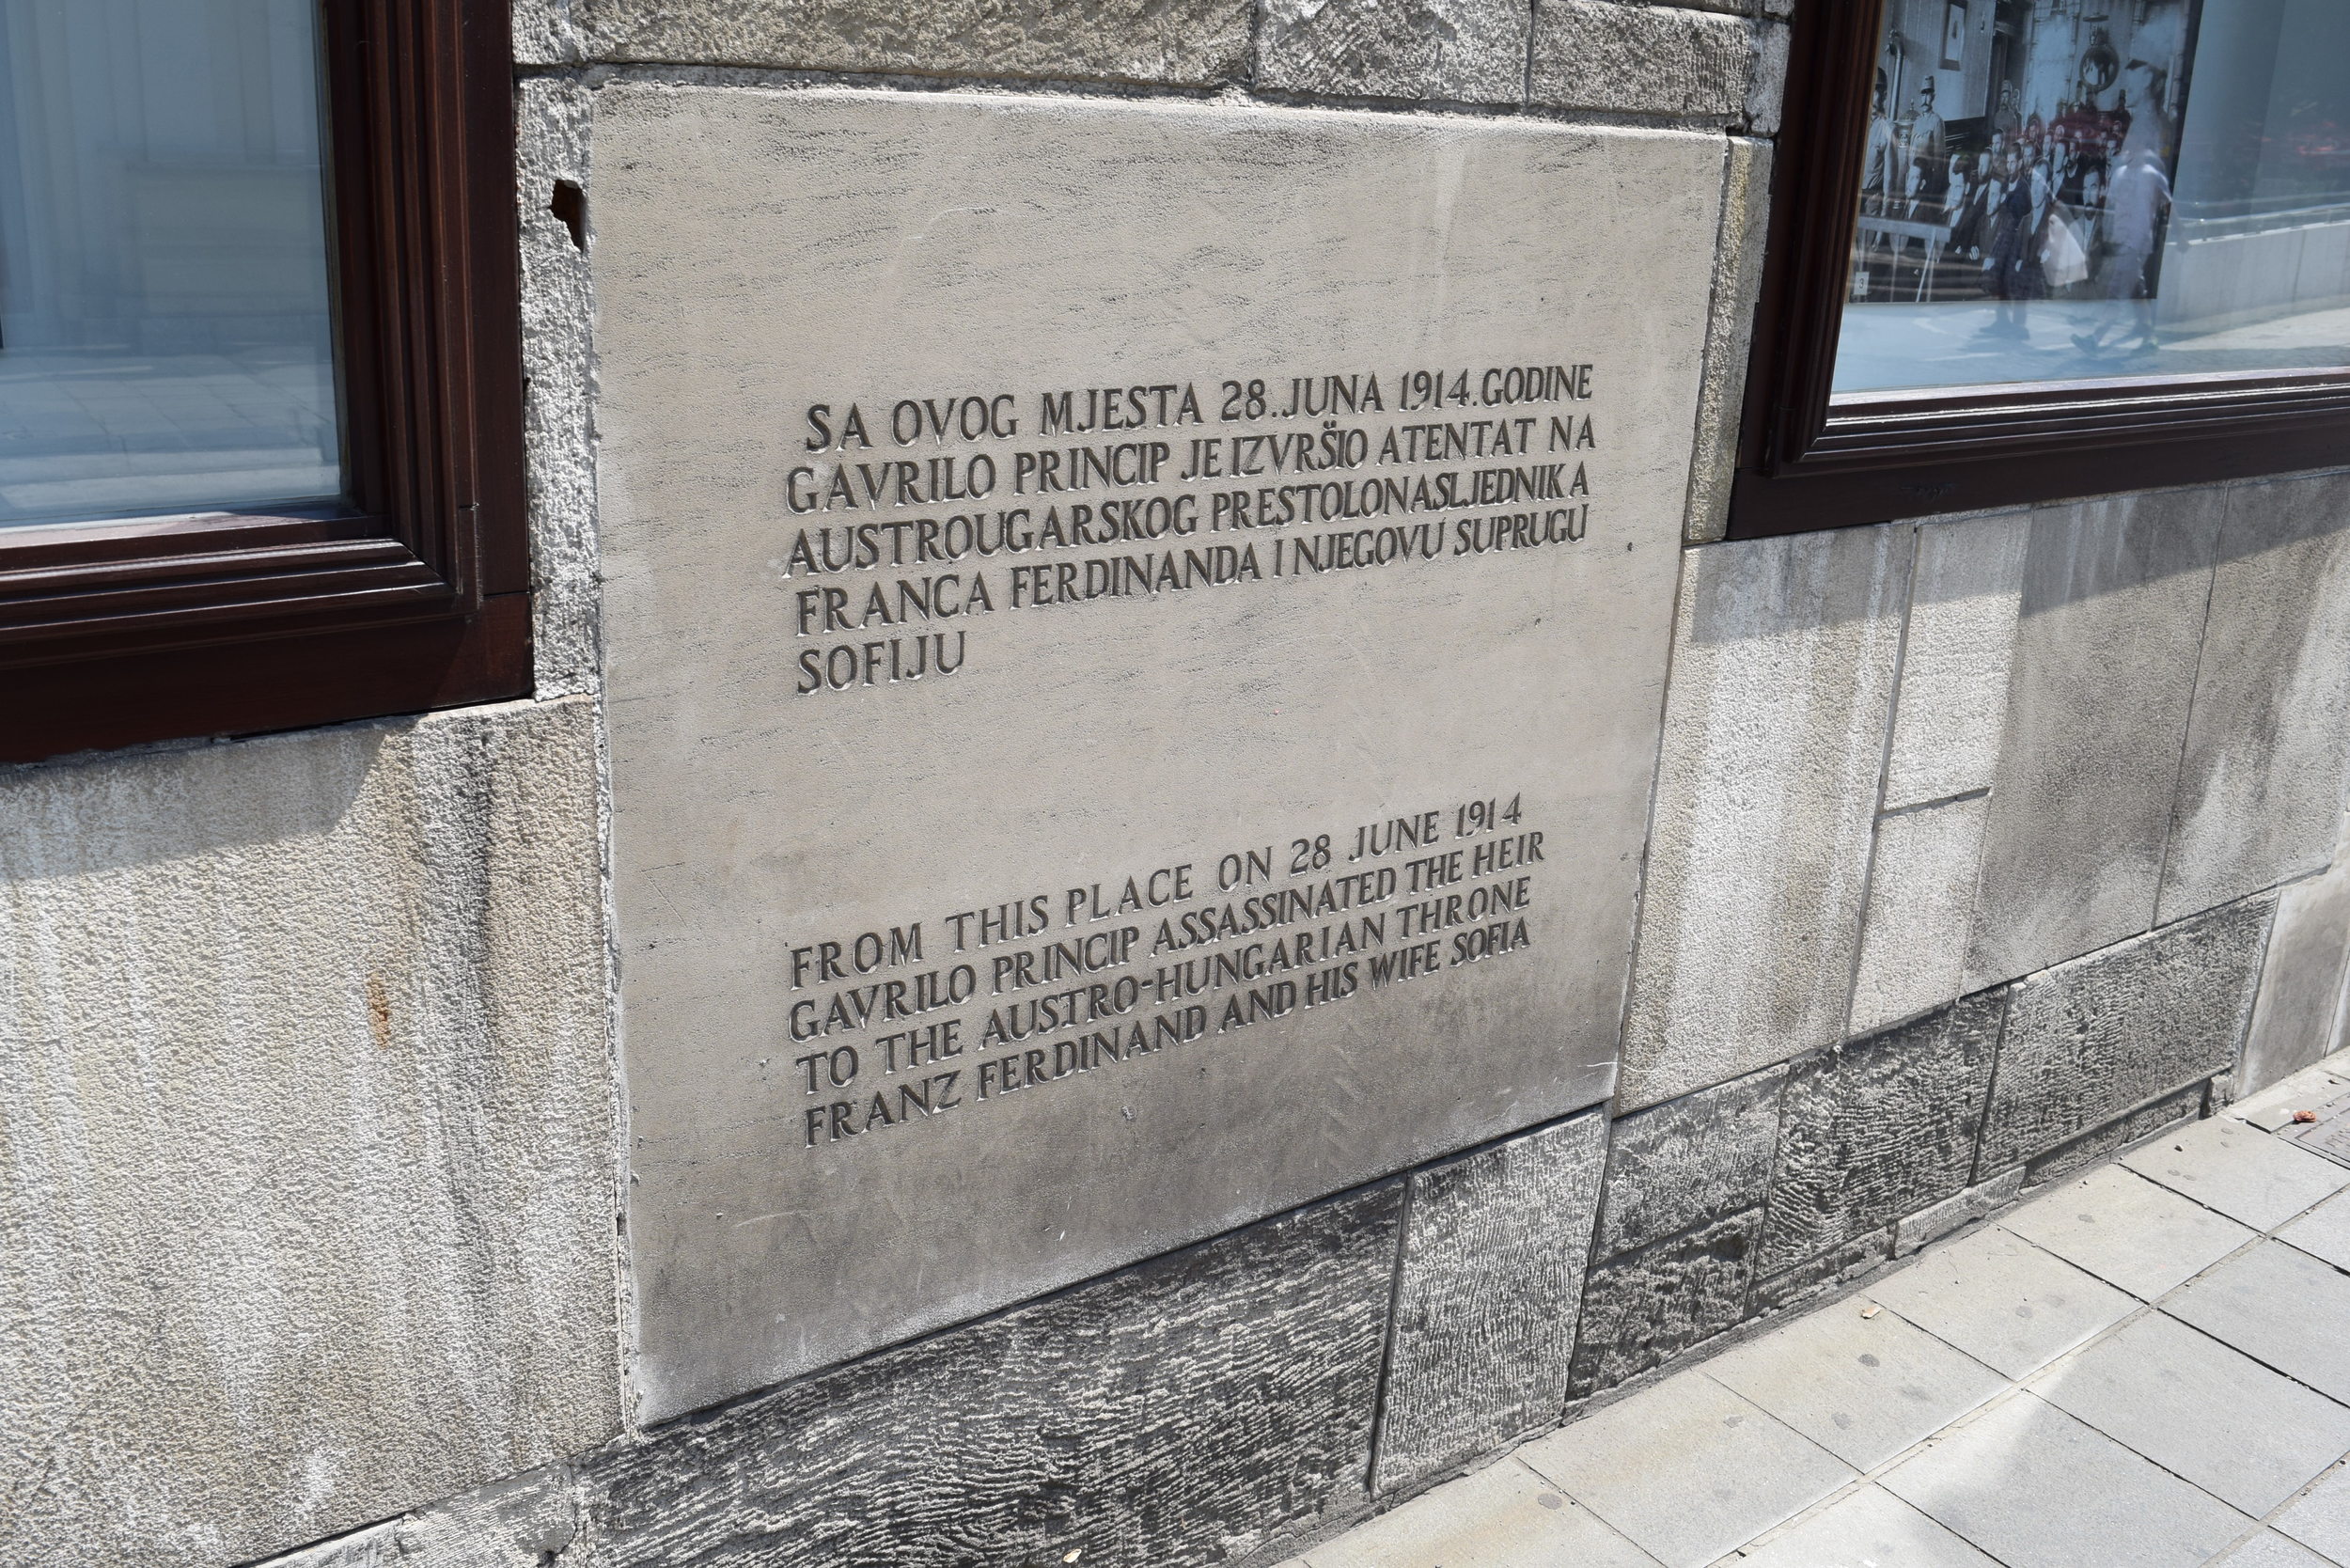 SA OVOG MJESTA 28.JUNA 1914.GODINE
GAVRILO PRINCIP JE IZVRŠIO ATENTAT NA
AUSTROUGARSKOG PRESTOLONASLJEDNIKA
FRANCA FERDINANDA I NJEGOVU SUPRUGU
SOFIJU
FROM THIS PLACE ON 28 JUNE 1914
GAVRILO PRINCIP ASSASSINATED THE HEIR
TO THE AUSTRO-HUNGARIAN THRONE
FRANZ FERDINAND AND HIS WIFE SOFIA